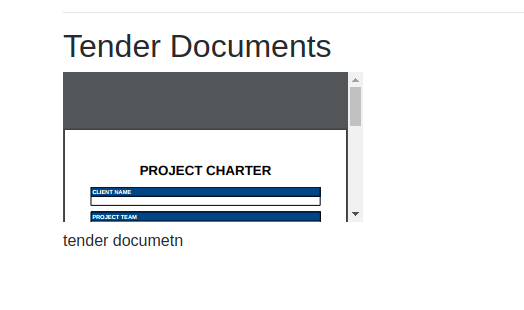 Tender Documents
PROJECT CHARTER
CLIENT NAME
PROJECT TEAM
tender documetn